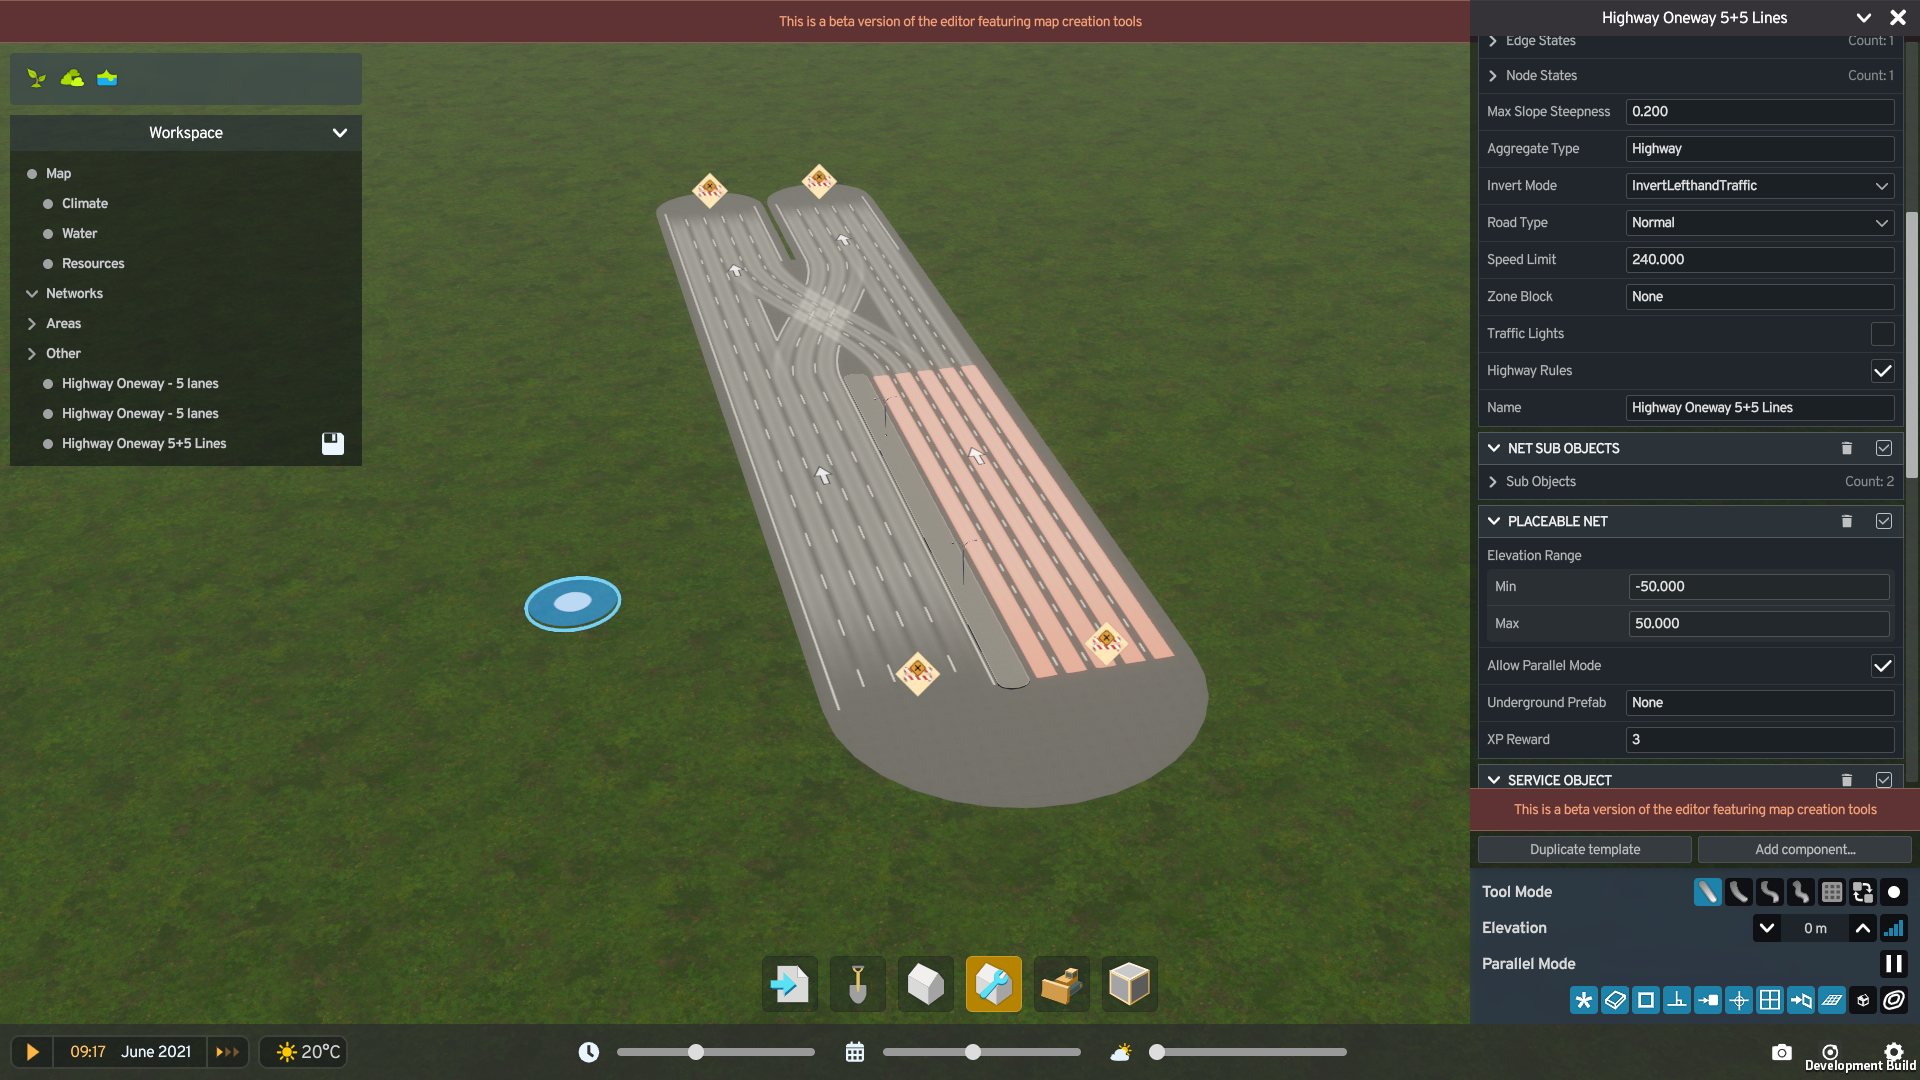 This is a beta version of the editor featuring map creation tools
Workspace
Map
Climate
Water
Resources
Networks
Areas
Other
Highway Oneway - 5 lanes
Highway Oneway - 5 lanes
Highway Oneway 5+5 Lines
Highway Oneway 5+5 Lines
Edge States Count: 1
Node States Count: 1
Max Slope Steepness 0.200
Aggregate Type Highway
Invert Mode InvertLefthandTraffic
Road Type Normal
Speed Limit 240.000
Zone Block None
Traffic Lights
Highway Rules
Name Highway Oneway 5+5 Lines
NET SUB OBJECTS
Sub Objects Count: 2
PLACEABLE NET
Elevation Range
Min -50.000
Max 50.000
Allow Parallel Mode
Underground Prefab None
XP Reward 3
SERVICE OBJECT
This is a beta version of the editor featuring map creation tools
Duplicate template Add component...
Tool Mode
Elevation 0 m
Parallel Mode
09:17 June 2021 20°C
Development Build